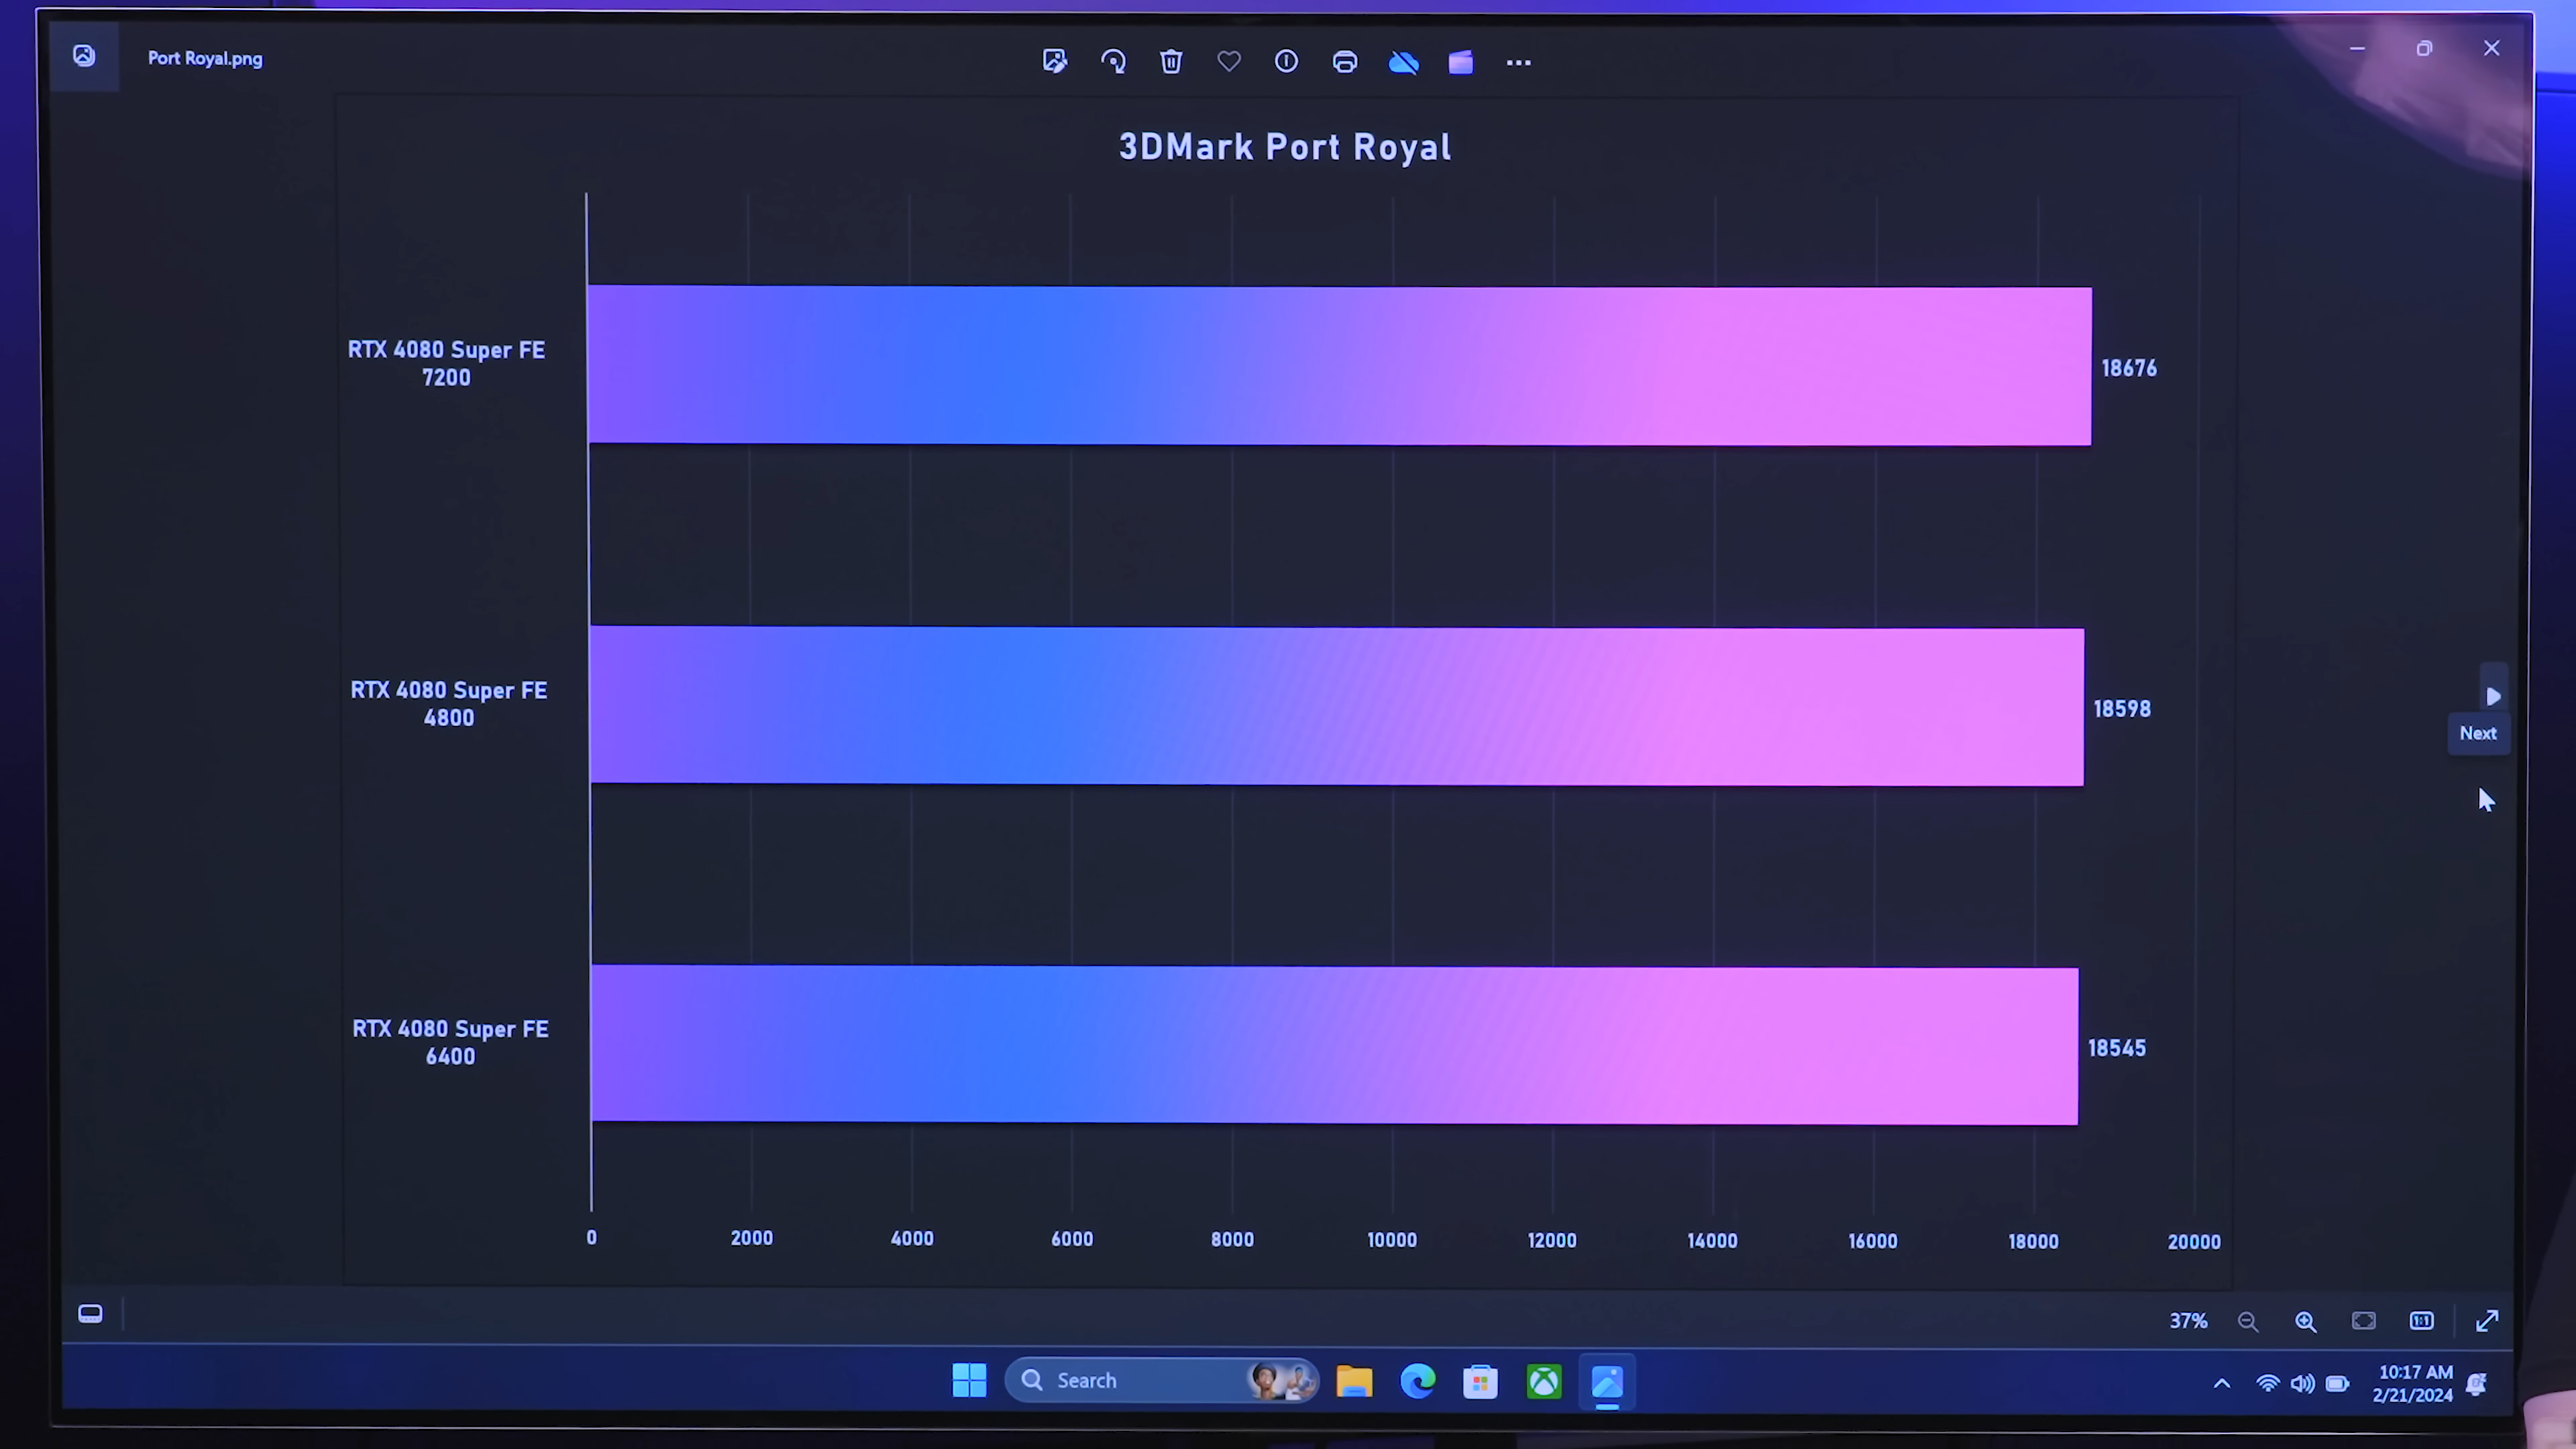 Port Royal.png
3DMark Port Royal
RTX 4080 Super FE
7200
18676
RTX 4080 Super FE
4800
18598
Next
RTX 4080 Super FE
6400
18545
0 2000 4000 6000 8000 10000 12000 14000 16000 18000 20000
37%
1:1
Search
10:17 AM
2/21/2024